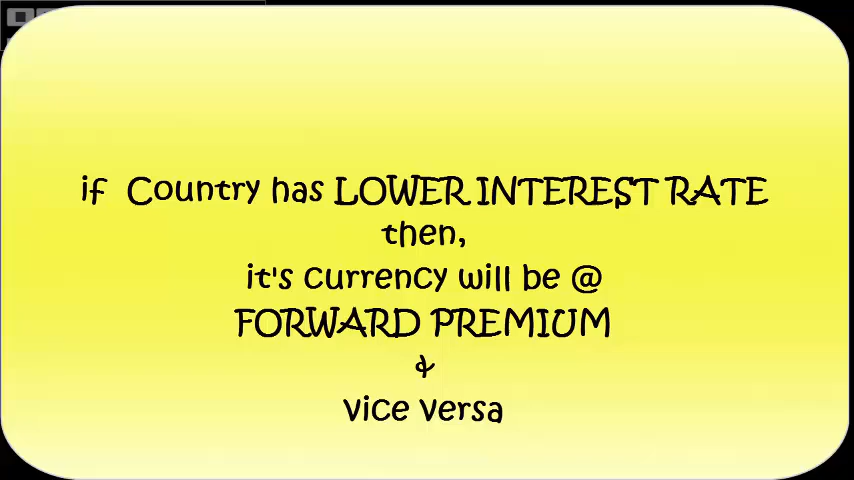 if Country has LOWER INTEREST RATE
then,
it's currency will be @
FORWARD PREMIUM
&
vice versa